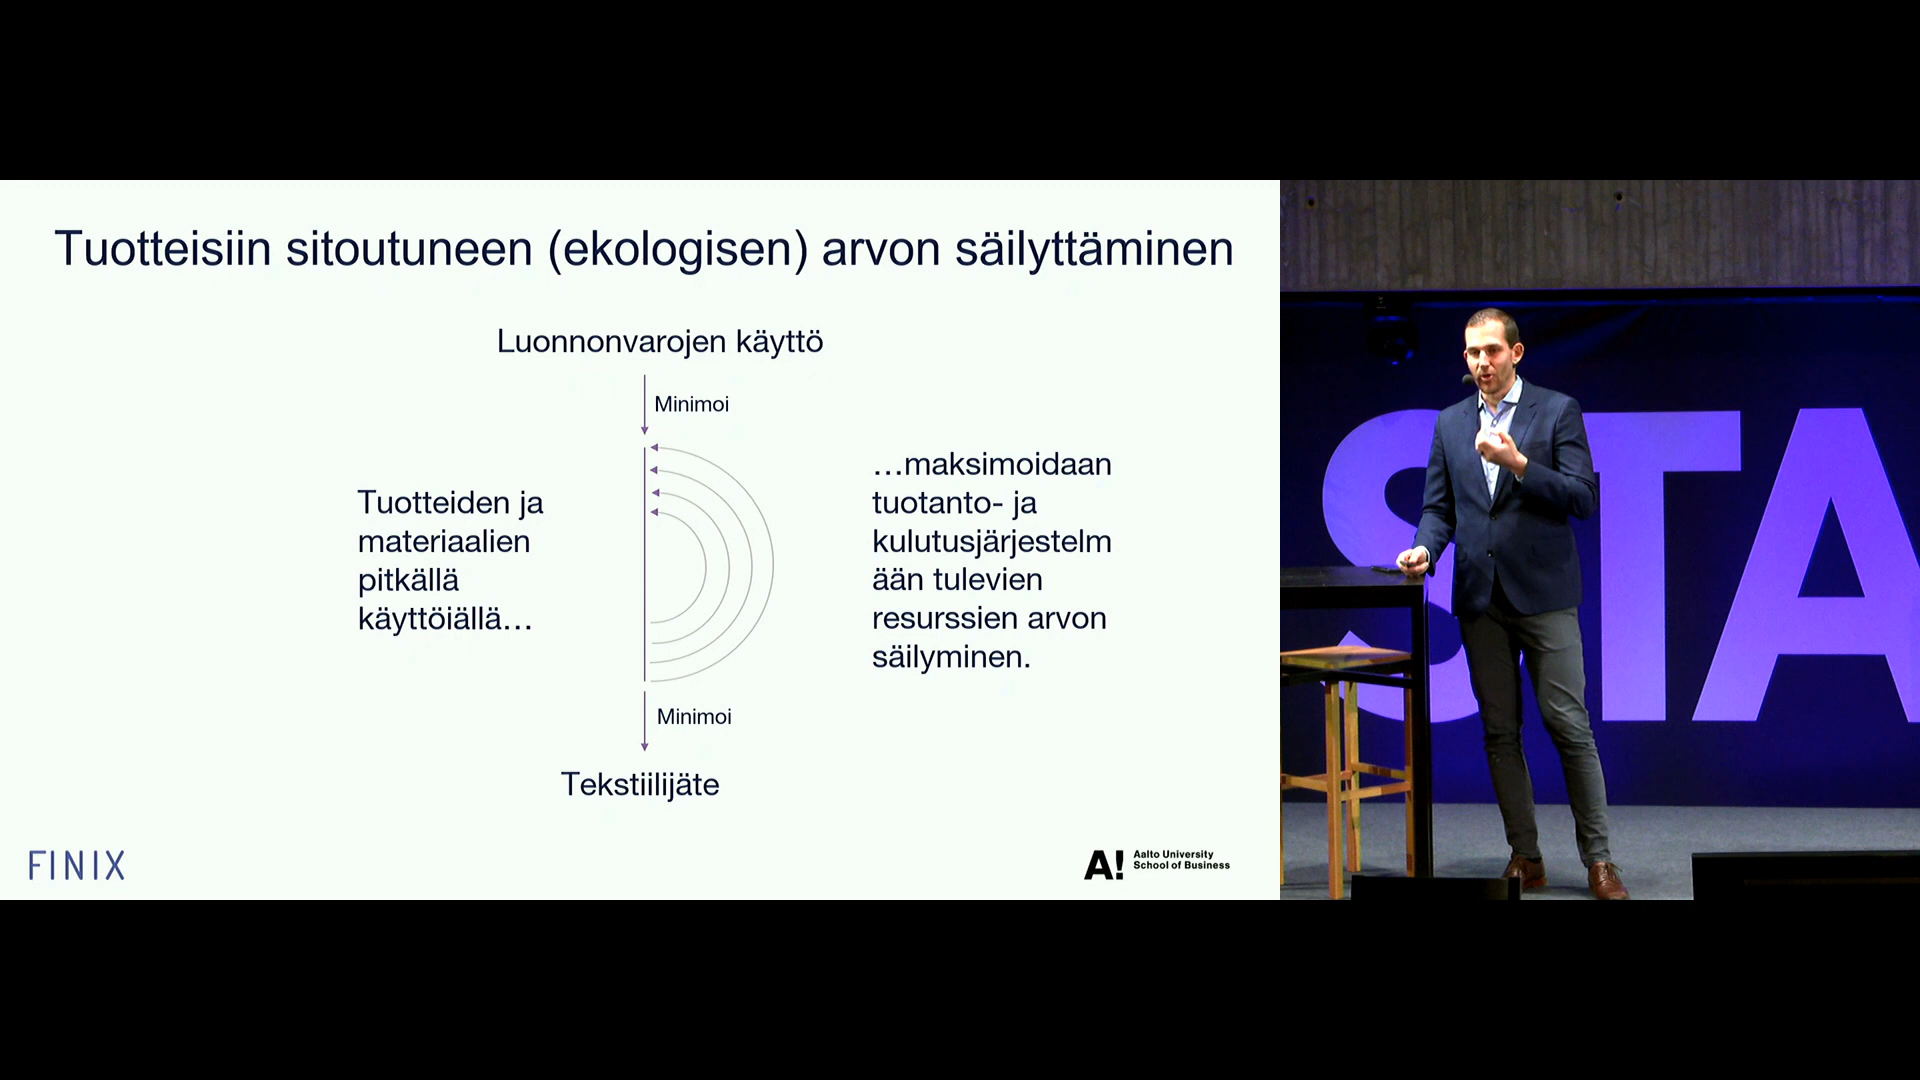 Tuotteisiin sitoutuneen (ekologisen) arvon säilyttäminen
Luonnonvarojen käyttö
Minimoi
Tuotteiden ja
materiaalien
pitkällä
käyttöiällä…
…maksimoidaan
tuotanto- ja
kulutusjärjestelm
ään tulevien
resurssien arvon
säilyminen.
Minimoi
Tekstiilijäte
FINIX
A! Aalto University
School of Business
STA